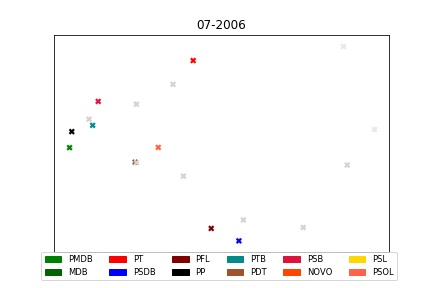 07-2006
PMDB PT PFL PTB PSB PSL
MDB PSDB PP PDT NOVO PSOL